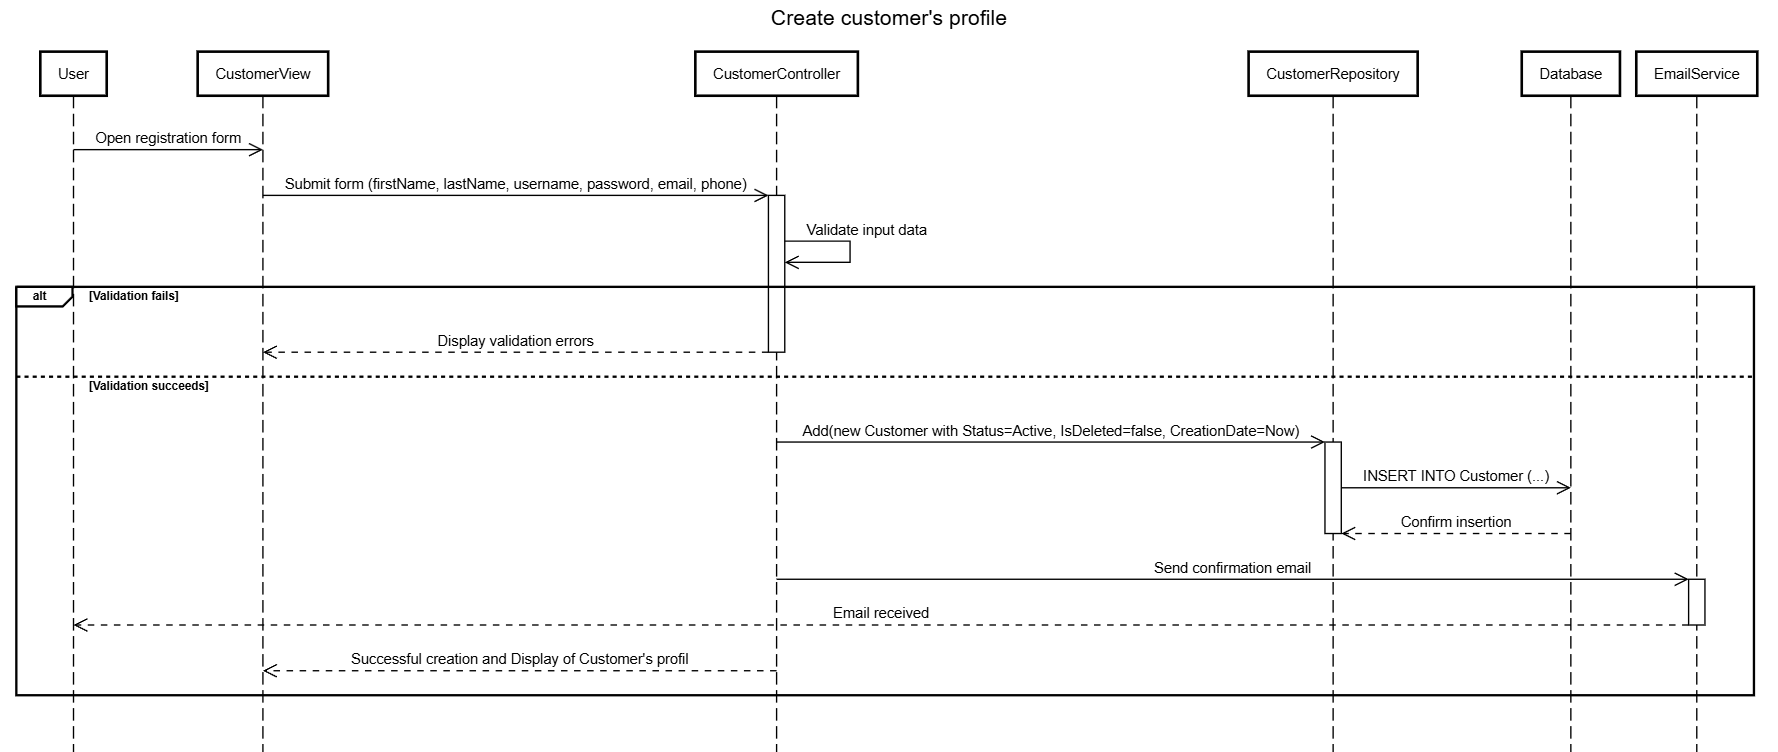 Create customer's profile
User
CustomerView
CustomerController
CustomerRepository
Database
EmailService
Open registration form
Submit form (firstName, lastName, username, password, email, phone)
Validate input data
alt
[Validation fails]
Display validation errors
[Validation succeeds]
Add(new Customer with Status=Active, IsDeleted=false, CreationDate=Now)
INSERT INTO Customer (...)
Confirm insertion
Send confirmation email
Email received
Successful creation and Display of Customer's profil